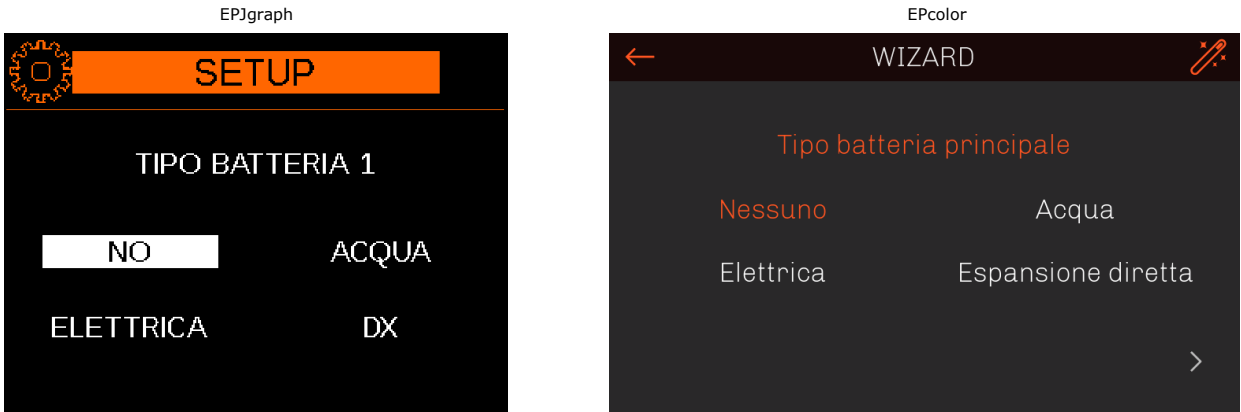 EPJgraph
SETUP
TIPO BATTERIA 1
NO ACQUA
ELETTRICA DX
EPcolor
WIZARD
Tipo batteria principale
Nessuno Acqua
Elettrica Espansione diretta